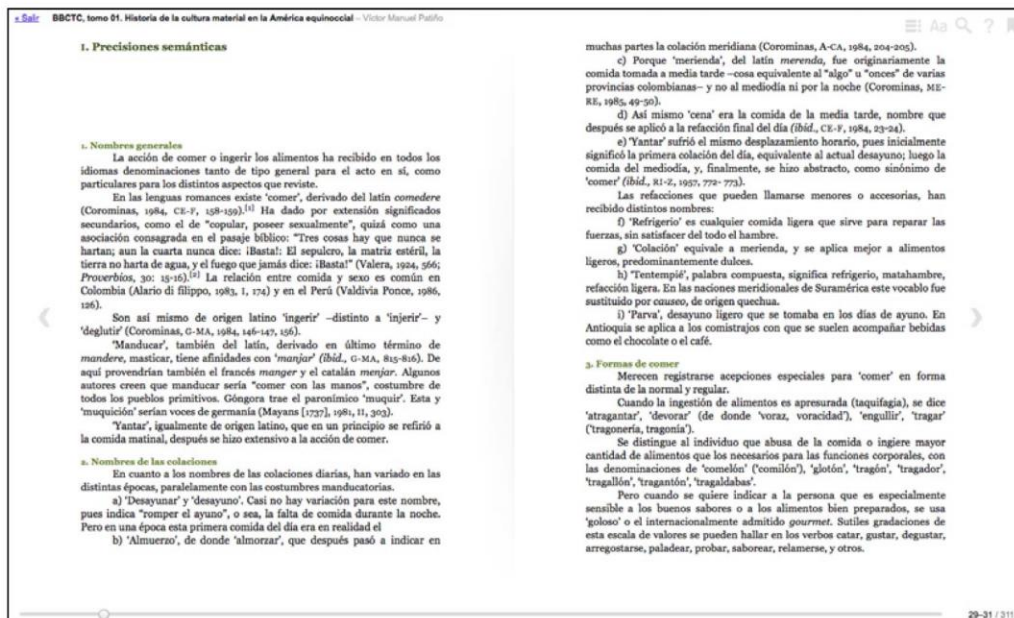 « Salir BBCTC, tomo 01. Historia de la cultura material en la América equinoccial – Víctor Manuel Patiño
Aa ?
I. Precisiones semánticas
1. Nombres generales
La acción de comer o ingerir los alimentos ha recibido en todos los
idiomas denominaciones tanto de tipo general para el acto en sí, como
particulares para los distintos aspectos que reviste.
En las lenguas romances existe 'comer', derivado del latín comedere
(Corominas, 1984, CE-F, 158-159).[1] Ha dado por extensión significados
secundarios, como el de "copular, poseer sexualmente", quizá como una
asociación consagrada en el pasaje bíblico: "Tres cosas hay que nunca se
hartan; aun la cuarta nunca dice: ¡Basta!: El sepulcro, la matriz estéril, la
tierra no harta de agua, y el fuego que jamás dice: ¡Basta!" (Valera, 1924, 566;
Proverbios, 30: 15-16).[2] La relación entre comida y sexo es común en
Colombia (Alario di filippo, 1983, I, 174) y en el Perú (Valdivia Ponce, 1986,
126).
Son así mismo de origen latino 'ingerir' –distinto a 'injerir'– y
'deglutir' (Corominas, G-MA, 1984, 146-147, 156).
'Manducar', también del latín, derivado en último término de
mandere, masticar, tiene afinidades con 'manjar' (ibíd., G-MA, 815-816). De
aquí provendrían también el francés manger y el catalán menjar. Algunos
autores creen que manducar sería "comer con las manos", costumbre de
todos los pueblos primitivos. Góngora trae el paronímico 'muquir'. Esta y
'muquición' serían voces de germanía (Mayans [1737], 1981, II, 303).
'Yantar', igualmente de origen latino, que en un principio se refirió a
la comida matinal, después se hizo extensivo a la acción de comer.
2. Nombres de las colaciones
En cuanto a los nombres de las colaciones diarias, han variado en las
distintas épocas, paralelamente con las costumbres manducatorias.
a) 'Desayunar' y 'desayuno'. Casi no hay variación para este nombre,
pues indica "romper el ayuno", o sea, la falta de comida durante la noche.
Pero en una época esta primera comida del día era en realidad el
b) 'Almuerzo', de donde 'almorzar', que después pasó a indicar en
muchas partes la colación meridiana (Corominas, A-CA, 1984, 204-205).
c) Porque 'merienda', del latín merenda, fue originariamente la
comida tomada a media tarde –cosa equivalente al "algo" u "onces" de varias
provincias colombianas– y no al mediodía ni por la noche (Corominas, ME-
RE, 1985, 49-50).
d) Así mismo 'cena' era la comida de la media tarde, nombre que
después se aplicó a la refacción final del día (ibíd., CE-F, 1984, 23-24).
e) 'Yantar' sufrió el mismo desplazamiento horario, pues inicialmente
significó la primera colación del día, equivalente al actual desayuno; luego la
comida del mediodía, y, finalmente, se hizo abstracto, como sinónimo de
'comer' (ibíd., RI-Z, 1957, 772- 773).
Las refacciones que pueden llamarse menores o accesorias, han
recibido distintos nombres:
f) 'Refrigerio' es cualquier comida ligera que sirve para reparar las
fuerzas, sin satisfacer del todo el hambre.
g) 'Colación' equivale a merienda, y se aplica mejor a alimentos
ligeros, predominantemente dulces.
h) 'Tentempié', palabra compuesta, significa refrigerio, matahambre,
refacción ligera. En las naciones meridionales de Suramérica este vocablo fue
sustituido por causeo, de origen quechua.
i) 'Parva', desayuno ligero que se tomaba en los días de ayuno. En
Antioquia se aplica a los comistrajos con que se suelen acompañar bebidas
como el chocolate o el café.
3. Formas de comer
Merecen registrarse acepciones especiales para 'comer' en forma
distinta de la normal y regular.
Cuando la ingestión de alimentos es apresurada (taquifagia), se dice
'atragantar', 'devorar' (de donde 'voraz, voracidad'), 'engullir', 'tragar'
('tragonería, tragonía').
Se distingue al individuo que abusa de la comida o ingiere mayor
cantidad de alimentos que los necesarios para las funciones corporales, con
las denominaciones de 'comelón' ('comilón'), 'glotón', 'tragón', 'tragador',
'tragallón', 'tragantón', 'tragaldabas'.
Pero cuando se quiere indicar a la persona que es especialmente
sensible a los buenos sabores o a los alimentos bien preparados, se usa
'goloso' o el internacionalmente admitido gourmet. Sutiles gradaciones de
esta escala de valores se pueden hallar en los verbos catar, gustar, degustar,
arregostarse, paladear, probar, saborear, relamerse, y otros.
29-31 / 311